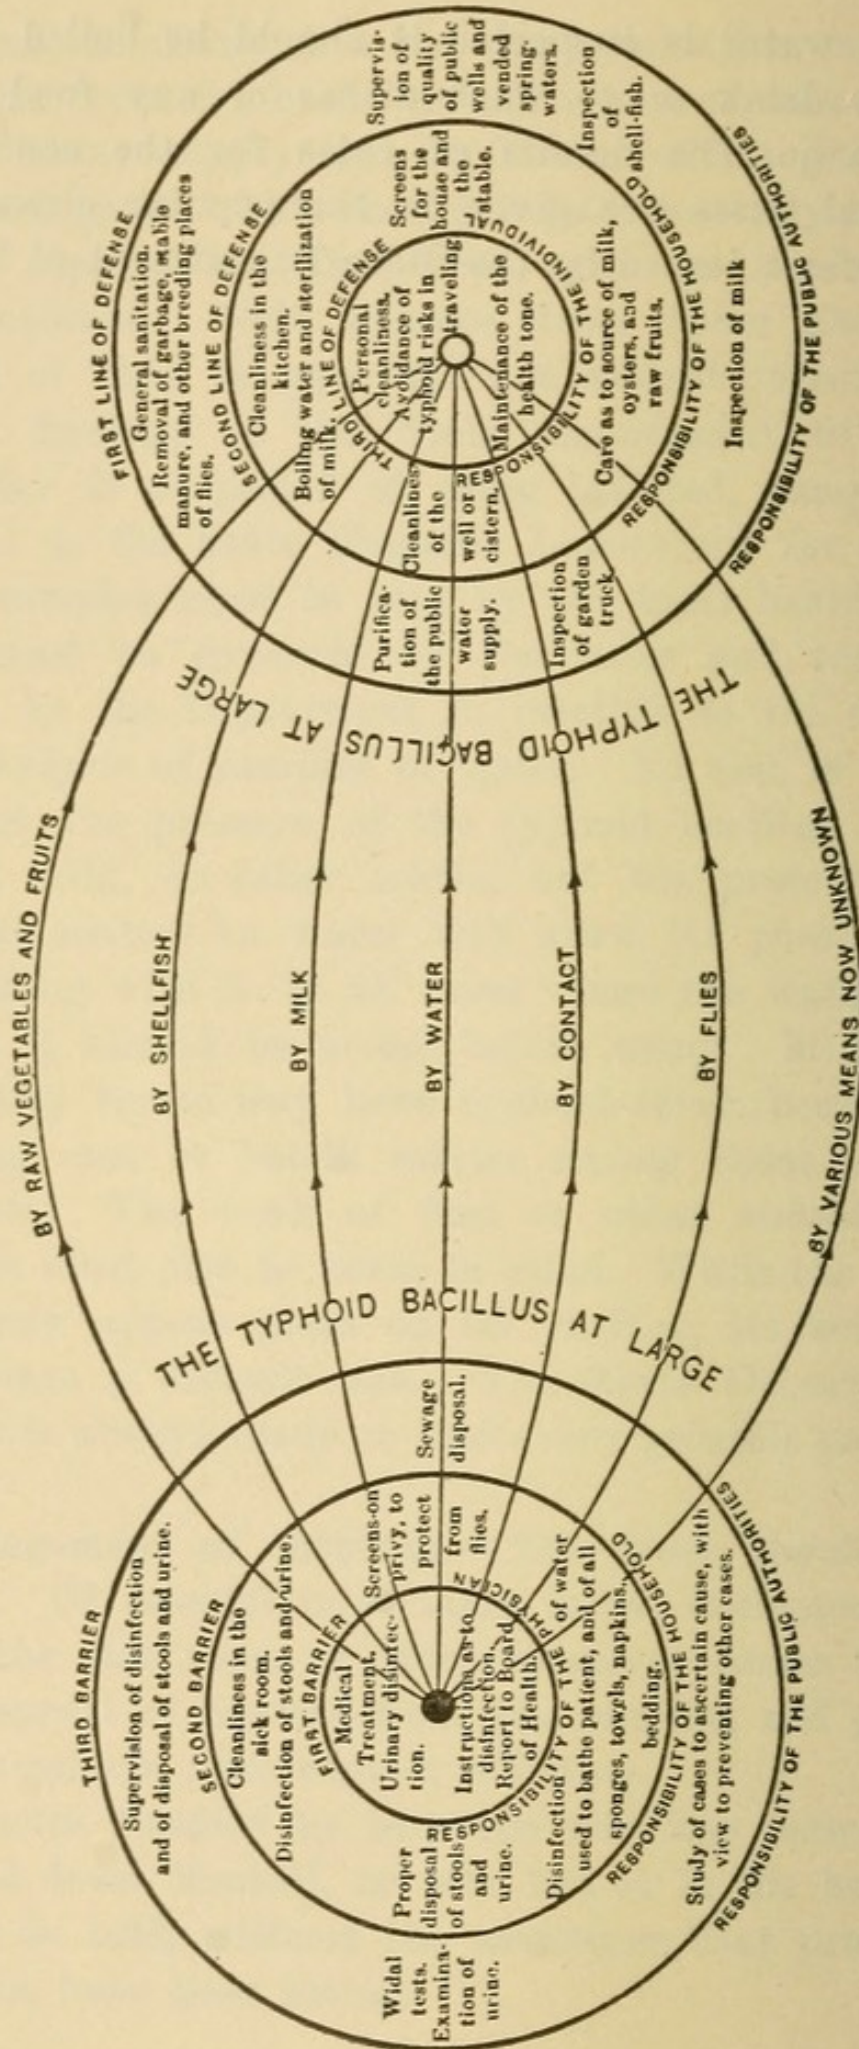 THIRD BARRIER
Supervision of disinfection
and of disposal of stools and urine.
SECOND BARRIER
Cleanliness in the
sick room.
Disinfection of stools and urine.
FIRST BARRIER
Medical
Treatment.
Urinary disinfec-
tion.
Instructions as to
disinfection.
Report to Board
of Health.
RESPONSIBILITY OF THE PHYSICIAN
Proper
disposal
of stools
and
urine.
Screens on
privy, to
protect
from
flies.
Disinfection of water
used to bathe patient, and of all
sponges, towels, napkins,
bedding.
RESPONSIBILITY OF THE HOUSEHOLD
Widal
tests.
Examina-
tion of
urine.
Sewage
disposal.
Study of cases to ascertain cause, with
view to preventing other cases.
RESPONSIBILITY OF THE PUBLIC AUTHORITIES
THE TYPHOID BACILLUS AT LARGE
BY RAW VEGETABLES AND FRUITS
BY SHELLFISH
BY MILK
BY WATER
BY CONTACT
BY FLIES
BY VARIOUS MEANS NOW UNKNOWN
THE TYPHOID BACILLUS AT LARGE
FIRST LINE OF DEFENSE
General sanitation.
Removal of garbage, stable
manure, and other breeding places
of flies.
SECOND LINE OF DEFENSE
Cleanliness in the
kitchen.
Boiling water and sterilization
of milk.
THIRD LINE OF DEFENSE
Personal
cleanliness.
Avoidance of
typhoid risks in
traveling
Maintenance of the
health tone.
RESPONSIBILITY OF THE INDIVIDUAL
Cleanliness
of the
well or
cistern.
Screens
for the
house and
the
stable.
Care as to source of milk,
oysters, and
raw fruits.
RESPONSIBILITY OF THE HOUSEHOLD
Purifica-
tion of
the public
water
supply.
Supervis-
ion of
quality
of public
wells and
vended
spring-
waters.
Inspection
of garden
truck.
Inspection
of
shell-fish.
Inspection of milk
RESPONSIBILITY OF THE PUBLIC AUTHORITIES